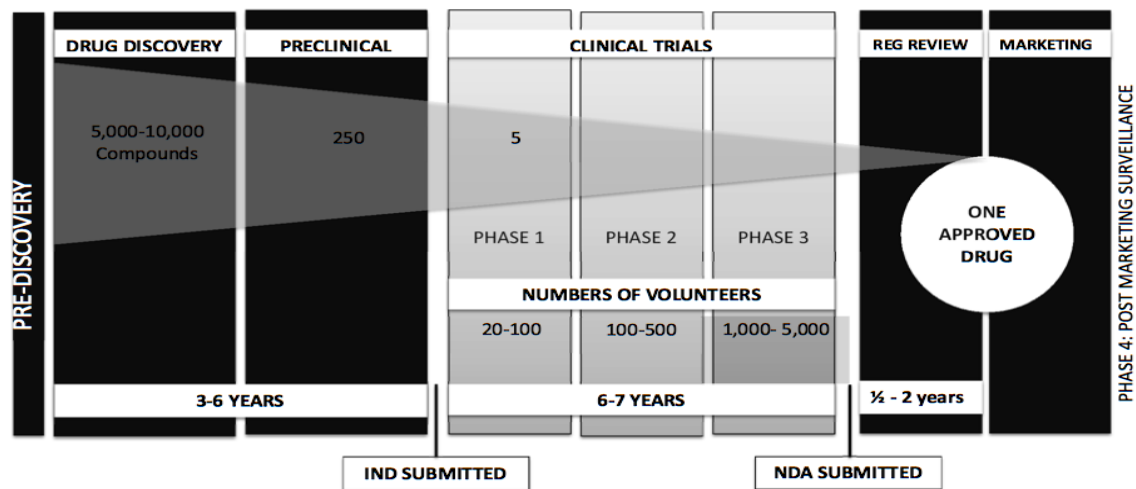 PRE-DISCOVERY
DRUG DISCOVERY
PRECLINICAL
CLINICAL TRIALS
REG REVIEW
MARKETING
5,000-10,000
Compounds
250
5
PHASE 1
PHASE 2
PHASE 3
NUMBERS OF VOLUNTEERS
20-100
100-500
1,000- 5,000
ONE
APPROVED
DRUG
3-6 YEARS
6-7 YEARS
½ - 2 years
IND SUBMITTED
NDA SUBMITTED
PHASE 4: POST MARKETING SURVEILLANCE